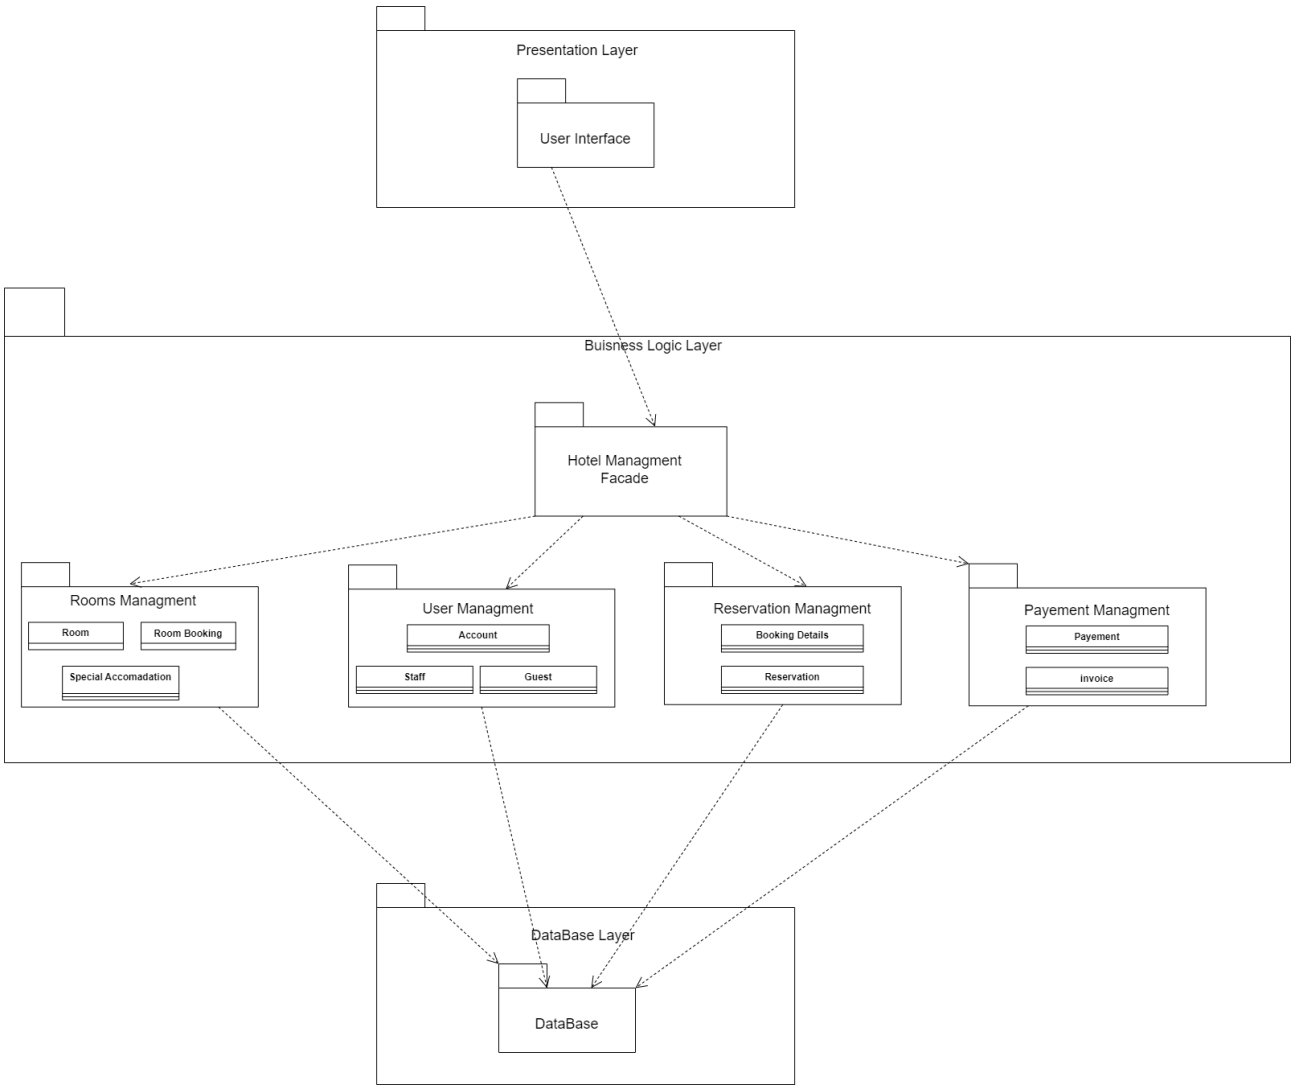 Presentation Layer
User Interface
Buisness Logic Layer
Hotel Managment
Facade
Rooms Managment
Room
Room Booking
Special Accomadation
User Managment
Account
Staff
Guest
Reservation Managment
Booking Details
Reservation
Payement Managment
Payement
invoice
DataBase Layer
DataBase